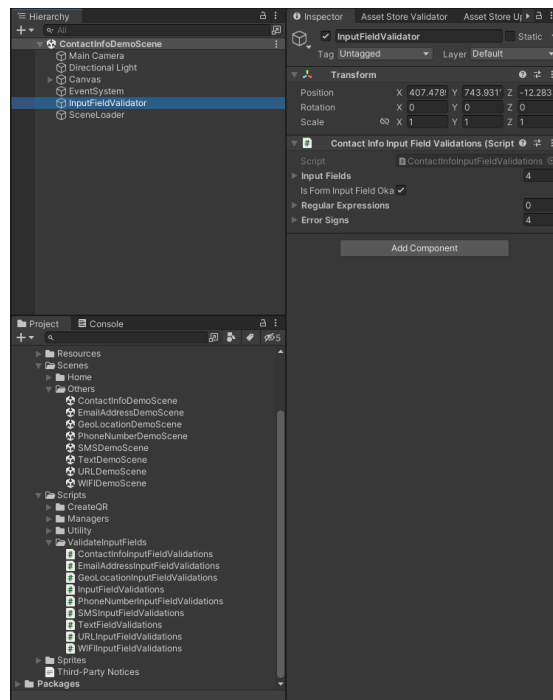 Hierarchy
All
ContactInfoDemoScene
Main Camera
Directional Light
Canvas
EventSystem
InputFieldValidator
SceneLoader
Project
Console
5
Resources
Scenes
Home
Others
ContactInfoDemoScene
EmailAddressDemoScene
GeoLocationDemoScene
PhoneNumberDemoScene
SMSDemoScene
TextDemoScene
URLDemoScene
WIFIDemoScene
Scripts
CreateQR
Managers
Utility
ValidateInputFields
ContactInfoInputFieldValidations
EmailAddressInputFieldValidations
GeoLocationInputFieldValidations
InputFieldValidations
PhoneNumberInputFieldValidations
SMSInputFieldValidations
TextFieldValidations
URLInputFieldValidations
WIFIInputFieldValidations
Sprites
Third-Party Notices
Packages
Inspector Asset Store Validator Asset Store U
InputFieldValidator Static
Tag Untagged Layer Default
Transform
Position X 407.478 Y 743.931 Z -12.283
Rotation X 0 Y 0 Z 0
Scale X 1 Y 1 Z 1
Contact Info Input Field Validations (Script
Script ContactInfoInputFieldValidations
Input Fields 4
Is Form Input Field Oka
Regular Expressions 0
Error Signs 4
Add Component